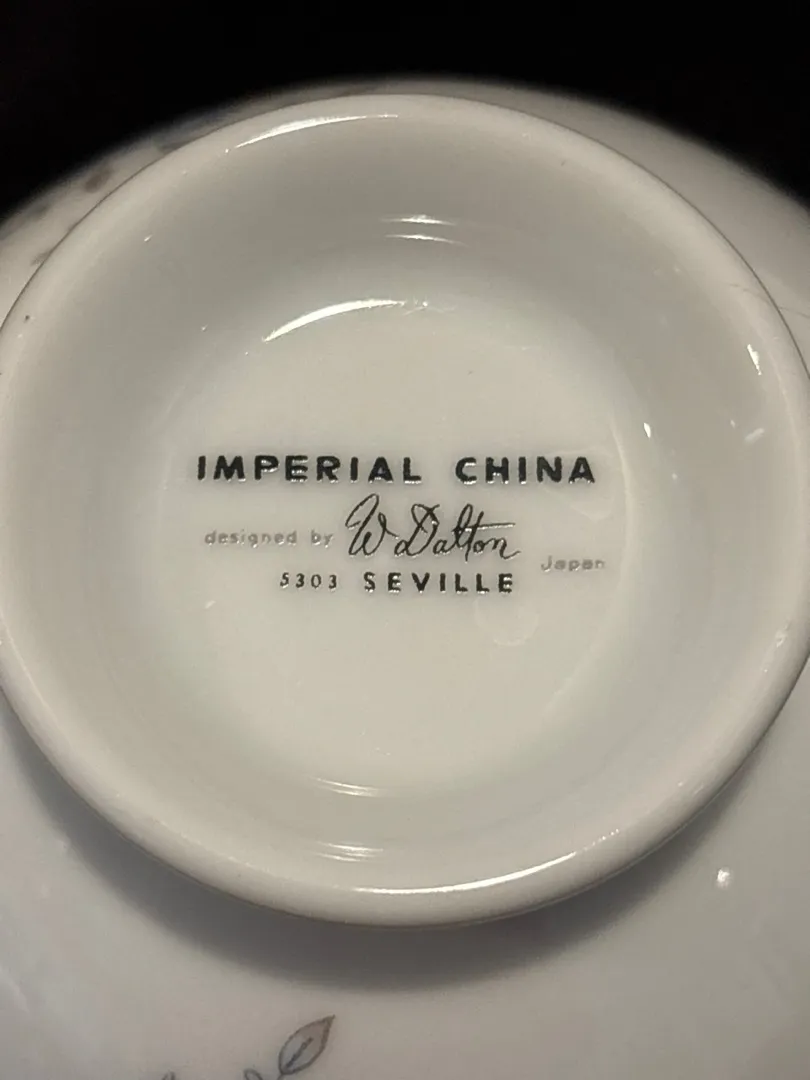 IMPERIAL CHINA
designed by W Dalton
Japan
5303 SEVILLE